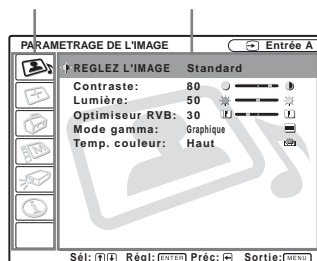 PARAMETRAGE DE L'IMAGE Entrée A
REGLEZ L'IMAGE Standard
Contraste: 80
Lumière: 50
Optimiseur RVB: 30
Mode gamma: Graphique
Temp. couleur: Haut
Sél: Régl: ENTER Préc: Sortie: MENU